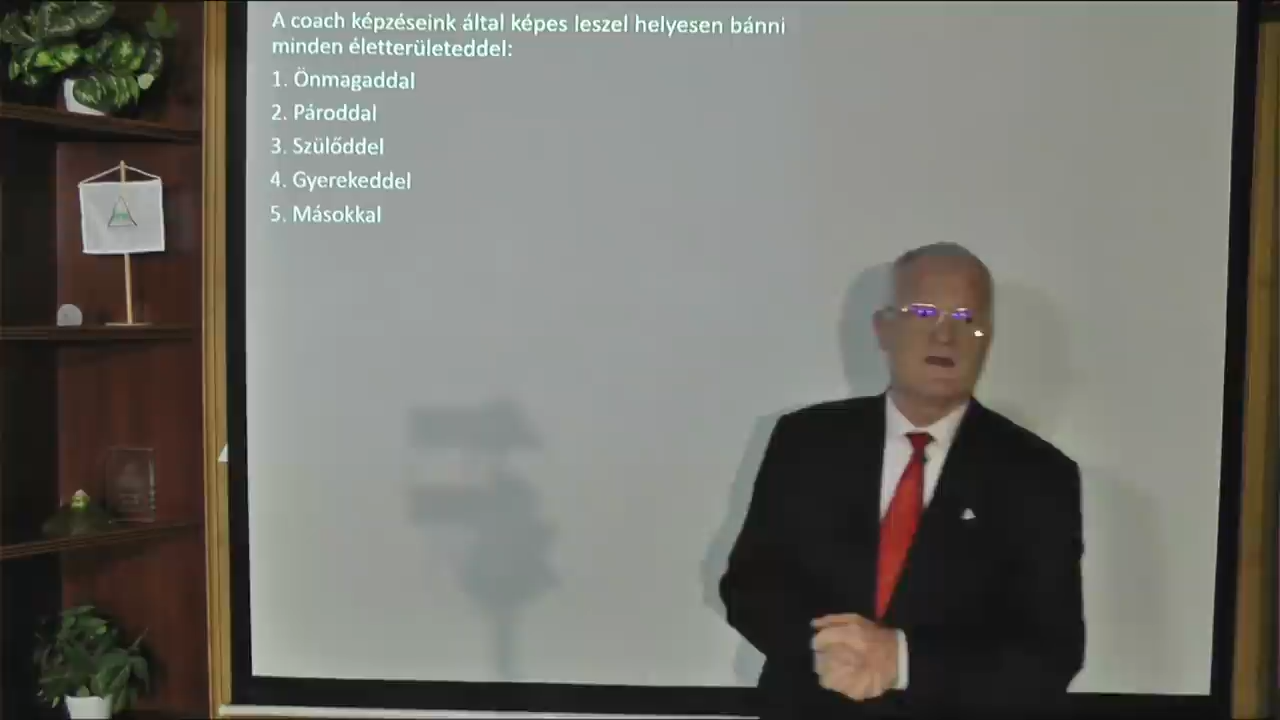 A coach képzéseink által képes leszel helyesen bánni
minden életterületeddel:
1. Önmagaddal
2. Pároddal
3. Szülőddel
4. Gyerekeddel
5. Másokkal